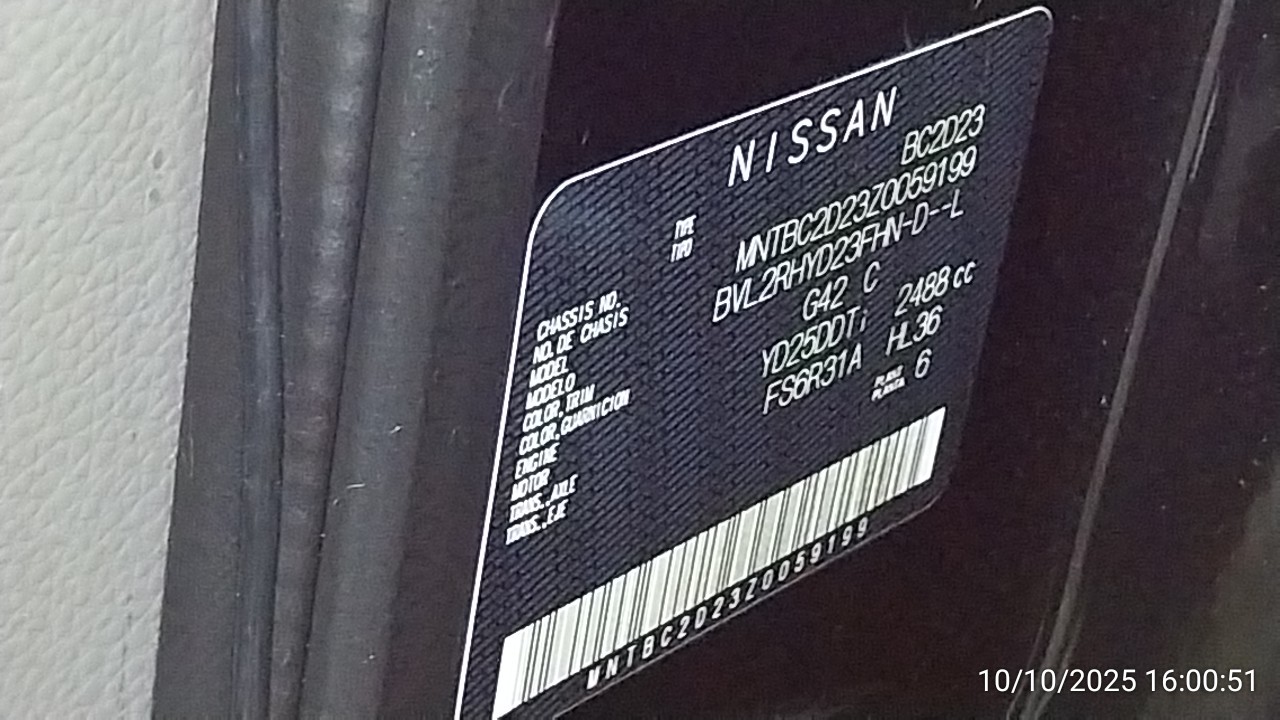 NISSAN
TYPE BC2D23
TIPO
CHASSIS NO. MNTBC2D23Z0059199
NO. DE CHASIS
MODEL BVL2RHYD23FHN-D--L
MODELO
COLOR,TRIM G42 C
COLOR,GUARNICION
ENGINE YD25DDTi 2488 cc
MOTOR
TRANS.,AXLE FS6R31A HL36
TRANS.,EJE
PLANT 6
PLANTA
MNTBC2D23Z0059199
10/10/2025 16:00:51